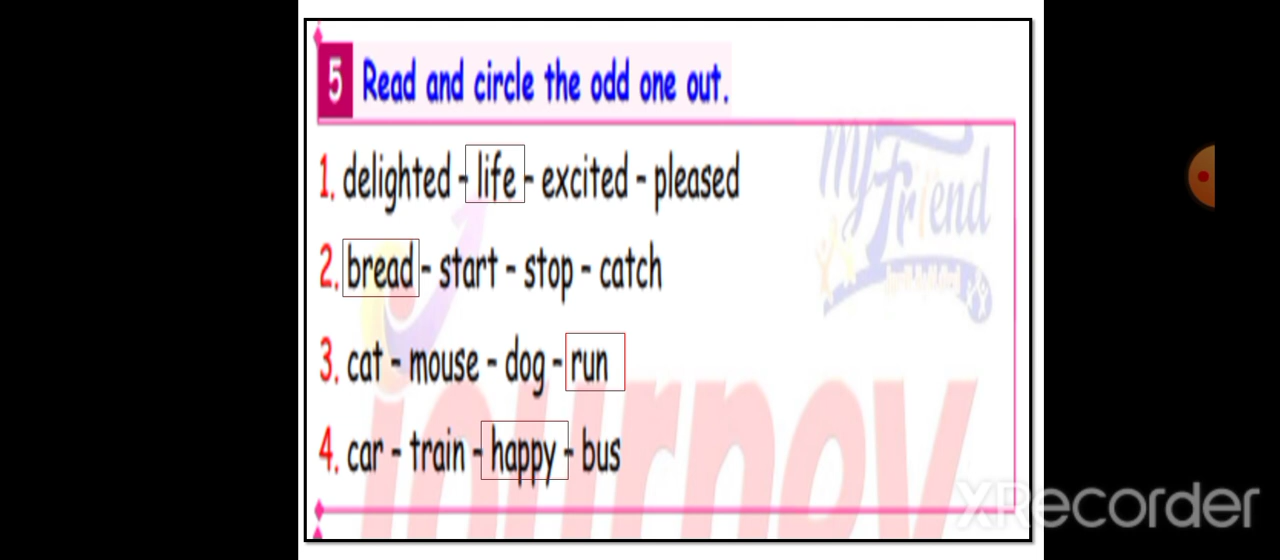 5 Read and circle the odd one out.
My Friend
1. delighted - life - excited - pleased
2. bread - start - stop - catch
3. cat - mouse - dog - run
4. car - train - happy - bus
journey
XRecorder